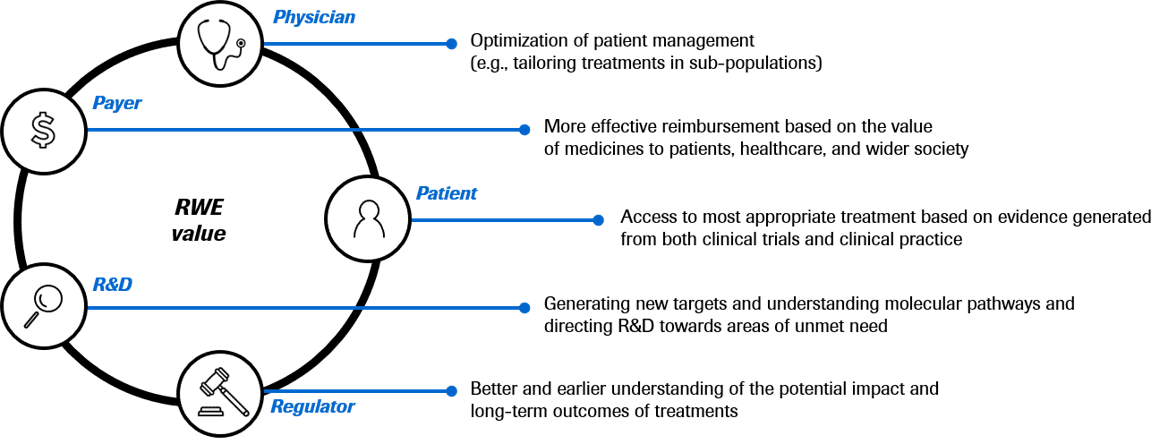 Physician
Optimization of patient management
(e.g., tailoring treatments in sub-populations)
Payer
$
More effective reimbursement based on the value
of medicines to patients, healthcare, and wider society
RWE
value
Patient
Access to most appropriate treatment based on evidence generated
from both clinical trials and clinical practice
R&D
Generating new targets and understanding molecular pathways and
directing R&D towards areas of unmet need
Regulator
Better and earlier understanding of the potential impact and
long-term outcomes of treatments